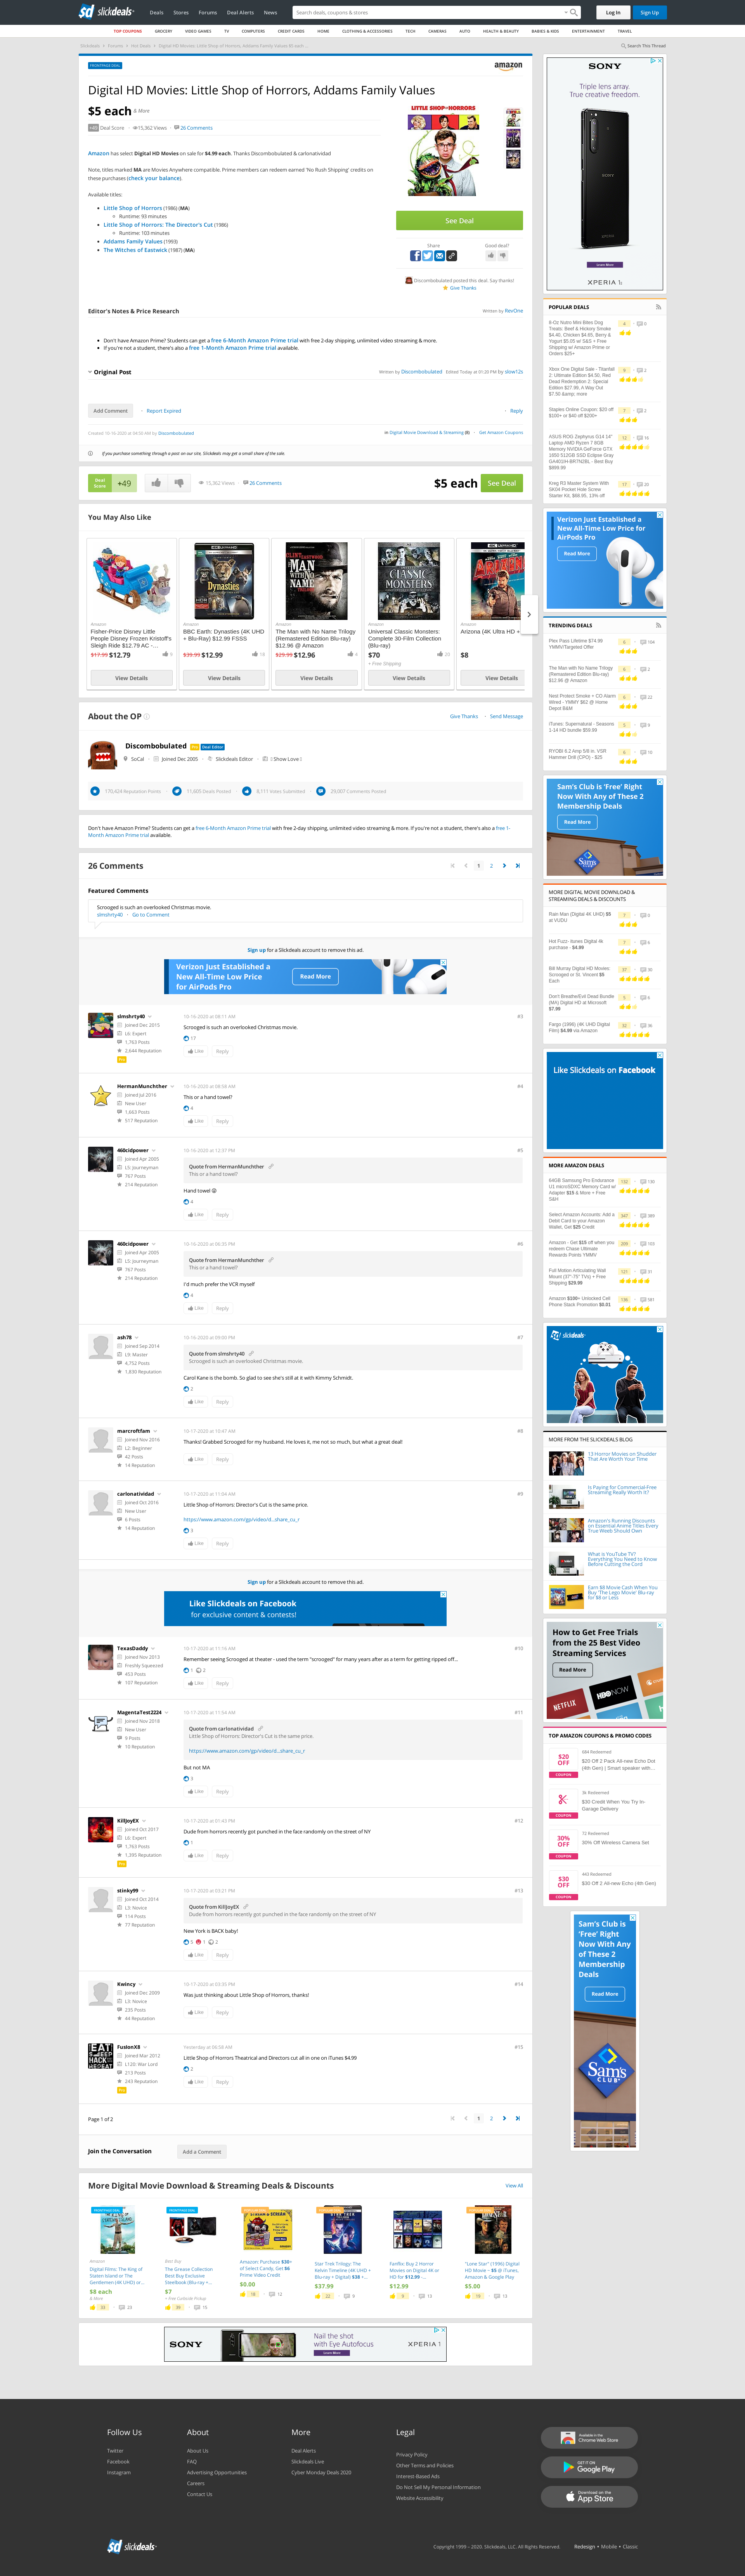 slickdeals
Deals Stores Forums Deal Alerts News
Search deals, coupons & stores
Log In Sign Up
TOP COUPONS GROCERY VIDEO GAMES TV COMPUTERS CREDIT CARDS HOME CLOTHING & ACCESSORIES TECH CAMERAS AUTO HEALTH & BEAUTY BABIES & KIDS ENTERTAINMENT TRAVEL
Slickdeals Forums Hot Deals Digital HD Movies: Little Shop of Horrors, Addams Family Values $5 each ...
Search This Thread
FRONTPAGE DEAL
amazon
Digital HD Movies: Little Shop of Horrors, Addams Family Values
$5 each & More
+49 Deal Score 15,362 Views 26 Comments
Amazon has select Digital HD Movies on sale for $4.99 each. Thanks Discombobulated & carlonativideo
Note, titles marked MA are Movies Anywhere compatible. Prime members can redeem earned 'No Rush Shipping' credits on
these purchases (check your balance).
Available titles:
Little Shop of Horrors (1986) (MA)
Runtime: 93 minutes
Little Shop of Horrors: The Director's Cut (1986)
Runtime: 103 minutes
Addams Family Values (1993)
The Witches of Eastwick (1987) (MA)
LITTLE SHOP OF HORRORS
See Deal
Share Good deal?
Discombobulated posted this deal. Say thanks!
Give Thanks
Editor's Notes & Price Research
Written by RevOne
Don't have Amazon Prime? Students can get a free 6-Month Amazon Prime trial with free 2-day shipping, unlimited video streaming & more.
If you're not a student, there's also a free 1-Month Amazon Prime trial available.
Original Post
Written by Discombobulated Edited Today at 01:20 PM by slow12s
Add Comment Report Expired Reply
Created 10-16-2020 at 04:50 AM by Discombobulated
Digital Movie Download & Streaming (8) Get Amazon Coupons
If you purchase something through a post on our site, Slickdeals may get a small share of the sale.
Deal Score +49
15,362 Views 26 Comments
$5 each See Deal
You May Also Like
Amazon
Fisher-Price Disney Little People Disney Frozen Kristoff's Sleigh Ride $12.79 AC -...
$17.99 $12.79
View Details
Amazon
BBC Earth: Dynasties (4K UHD + Blu-Ray) $12.99 FSSS
$39.99 $12.99
View Details
Amazon
The Man with No Name Trilogy (Remastered Edition Blu-ray) $12.96 @ Amazon
$29.99 $12.96
View Details
Amazon
Universal Classic Monsters: Complete 30-Film Collection (Blu-ray)
$70
+ Free Shipping
View Details
Amazon
Arizona (4K Ultra HD +
$8
View Details
About the OP
Give Thanks Send Message
Discombobulated Pro Deal Editor
SoCal Joined Dec 2005 Slickdeals Editor Show Love
170,424 Reputation Points 11,605 Deals Posted 8,711 Votes Submitted 23,007 Comments Posted
Don't have Amazon Prime? Students can get a free 6-Month Amazon Prime trial with free 2-day shipping, unlimited video streaming & more. If you're not a student, there's also a free 1-
Month Amazon Prime trial available.
26 Comments
1 2
Featured Comments
Scrooged is such an overlooked Christmas movie.
slmshrty40 Go to Comment
Sign up for a Slickdeals account to remove this ad.
Verizon Just Established a New All-Time Low Price for AirPods Pro
Read More
slmshrty40
Joined Dec 2015
L6: Expert
1,763 Posts
2,644 Reputation
Pro
10-16-2020 at 08:11 AM #3
Scrooged is such an overlooked Christmas movie.
17
Like Reply
HermanMunchther
Joined Jul 2016
New User
1,663 Posts
517 Reputation
10-16-2020 at 08:58 AM #4
This or a hand towel?
4
Like Reply
460cidpower
Joined Apr 2005
L5: Journeyman
767 Posts
214 Reputation
10-16-2020 at 12:37 PM #5
Quote from HermanMunchther
This or a hand towel?
Hand towel
4
Like Reply
460cidpower
Joined Apr 2005
L5: Journeyman
767 Posts
214 Reputation
10-16-2020 at 06:35 PM #6
Quote from HermanMunchther
This or a hand towel?
I'd much prefer the VCR myself
4
Like Reply
ash78
Joined Sep 2014
L9: Master
4,752 Posts
1,830 Reputation
10-16-2020 at 09:00 PM #7
Quote from slmshrty40
Scrooged is such an overlooked Christmas movie.
Carol Kane is the bomb. So glad to see she's still at it with Kimmy Schmidt.
2
Like Reply
marcroftfam
Joined Nov 2016
L2: Beginner
42 Posts
14 Reputation
10-17-2020 at 10:47 AM #8
Thanks! Grabbed Scrooged for my husband. He loves it, me not so much, but what a great deal!
Like Reply
carlonatividad
Joined Oct 2016
New User
6 Posts
14 Reputation
10-17-2020 at 11:04 AM #9
Little Shop of Horrors: Director's Cut is the same price.
https://www.amazon.com/gp/video/d...share_cu_r
3
Like Reply
Sign up for a Slickdeals account to remove this ad.
Like Slickdeals on Facebook
for exclusive content & contests!
TexasDaddy
Joined Nov 2013
Freshly Squeezed
453 Posts
107 Reputation
10-17-2020 at 11:16 AM #10
Remember seeing Scrooged at theater - used the term "scrooged" for many years after as a term for getting ripped off...
1 2
Like Reply
MagentaTest2224
Joined Nov 2018
New User
9 Posts
10 Reputation
10-17-2020 at 11:54 AM #11
Quote from carlonatividad
Little Shop of Horrors: Director's Cut is the same price.
https://www.amazon.com/gp/video/d...share_cu_r
But not MA
3
Like Reply
KillJoyEX
Joined Oct 2017
L6: Expert
1,763 Posts
1,395 Reputation
Pro
10-17-2020 at 01:43 PM #12
Dude from horrors recently got punched in the face randomly on the street of NY
1
Like Reply
stinky99
Joined Oct 2014
L3: Novice
114 Posts
77 Reputation
10-17-2020 at 03:21 PM #13
Quote from KillJoyEX
Dude from horrors recently got punched in the face randomly on the street of NY
New York is BACK baby!
5 1 2
Like Reply
Kwincy
Joined Dec 2009
L3: Novice
235 Posts
44 Reputation
10-17-2020 at 03:35 PM #14
Was just thinking about Little Shop of Horrors, thanks!
Like Reply
FusionX8
Joined Mar 2012
L120: War Lord
213 Posts
243 Reputation
Pro
Yesterday at 08:58 AM #15
Little Shop of Horrors Theatrical and Directors cut all in one on iTunes $4.99
2
Like Reply
Page 1 of 2
1 2
Join the Conversation Add a Comment
More Digital Movie Download & Streaming Deals & Discounts
View All
FRONTPAGE DEAL
Amazon
Digital Films: The King of Staten Island or The Gentlemen (4K UHD) or...
$8 each
& More
33 23
FRONTPAGE DEAL
Best Buy
The Grease Collection Best Buy Exclusive Steelbook (Blu-ray +...
$7
+ Free Curbside Pickup
39 16
Amazon: Purchase $30+ of Select Candy, Get $6 Prime Video Credit
$0.00
18 12
Star Trek Trilogy: The Kelvin Timeline (4K UHD + Blu-ray + Digital) $38 +...
$37.99
22 9
Fanflix: Buy 2 Horror Movies on Digital 4K or HD for $12.99 -...
$12.99
9 13
"Lone Star" (1996) Digital HD Movie ~ $5 @ iTunes, Amazon & Google Play
$5.00
19 13
SONY Nail the shot with Eye Autofocus Learn More XPERIA 1
SONY
Triple lens array.
True creative freedom.
Learn More
XPERIA 1
POPULAR DEALS
9-Oz Nutro Mini Bites Dog Treats: Beef & Hickory Smoke $4.40, Chicken $4.65, Berry & Yogurt $5.05 w/ S&S + Free Shipping w/ Amazon Prime or Orders $25+
4 0
Xbox One Digital Sale - Titanfall 2: Ultimate Edition $4.50, Red Dead Redemption 2: Special Edition $27.99, A Way Out $7.50 &amp; more
9 2
Staples Online Coupon: $20 off $100+ or $40 off $200+
7 2
ASUS ROG Zephyrus G14 14" Laptop AMD Ryzen 7 8GB Memory NVIDIA GeForce GTX 1650 512GB SSD Eclipse Gray GA401IH-BR7N2BL - Best Buy $899.99
12 16
Kreg R3 Master System With SK04 Pocket Hole Screw Starter Kit, $68.95, 13% off
17 20
Verizon Just Established a New All-Time Low Price for AirPods Pro
Read More
TRENDING DEALS
Plex Pass Lifetime $74.99 YMMV/Targeted Offer
6 194
The Man with No Name Trilogy (Remastered Edition Blu-ray) $12.96 @ Amazon
6 2
Nest Protect Smoke + CO Alarm Wired - YMMY $62 @ Home Depot B&M
6 22
iTunes: Supernatural - Seasons 1-14 HD bundle $59.99
5 9
RYOBI 6.2 Amp 5/8 in. VSR Hammer Drill (CPO) - $25
6 10
Sam's Club is 'Free' Right Now With Any of These 2 Membership Deals
Read More
Sam's CLUB
MORE DIGITAL MOVIE DOWNLOAD & STREAMING DEALS & DISCOUNTS
Rain Man (Digital 4K UHD) $5 at VUDU
7 0
Hot Fuzz- itunes Digital 4k purchase - $4.99
7 6
Bill Murray Digital HD Movies: Scrooged or St. Vincent $5 Each
37 30
Don't Breathe/Evil Dead Bundle (MA) Digital HD at Microsoft $7.99
5 6
Fargo (1996) (4K UHD Digital Film) $4.99 via Amazon
32 36
Like Slickdeals on Facebook
MORE AMAZON DEALS
64GB Samsung Pro Endurance U1 microSDXC Memory Card w/ Adapter $15 & More + Free S&H
132 130
Select Amazon Accounts: Add a Debit Card to your Amazon Wallet, Get $25 Credit
347 389
Amazon - Get $15 off when you redeem Chase Ultimate Rewards Points YMMV
209 103
Full Motion Articulating Wall Mount (37"-75" TVs) + Free Shipping $29.99
121 31
Amazon $100+ Unlocked Cell Phone Stack Promotion $0.01
136 581
slickdeals
MORE FROM THE SLICKDEALS BLOG
13 Horror Movies on Shudder That Are Worth Your Time
Is Paying for Commercial-Free Streaming Really Worth It?
Amazon's Running Discounts on Essential Anime Titles Every True Weeb Should Own
What is YouTube TV? Everything You Need to Know Before Cutting the Cord
Earn $8 Movie Cash When You Buy 'The Lego Movie' Blu-ray for $8 or Less
How to Get Free Trials from the 25 Best Video Streaming Services
Read More
NETFLIX HBO NOW
TOP AMAZON COUPONS & PROMO CODES
$20 OFF COUPON
684 Redeemed
$20 Off 2 Pack All-new Echo Dot (4th Gen) | Smart speaker with...
COUPON
$30 Credit When You Try In-Garage Delivery
30% OFF COUPON
72 Redeemed
30% Off Wireless Camera Set
$30 OFF COUPON
443 Redeemed
$30 Off 2 All-new Echo (4th Gen)
Sam's Club is 'Free' Right Now With Any of These 2 Membership Deals
Read More
Sam's CLUB
Follow Us
Twitter
Facebook
Instagram
About
About Us
FAQ
Advertising Opportunities
Careers
Contact Us
More
Deal Alerts
Slickdeals Live
Cyber Monday Deals 2020
Legal
Privacy Policy
Other Terms and Policies
Interest-Based Ads
Do Not Sell My Personal Information
Website Accessibility
Available in the Chrome Web Store
GET IT ON Google Play
Download on the App Store
slickdeals
Copyright 1999 - 2020. Slickdeals, LLC. All Rights Reserved. Redesign • Mobile • Classic